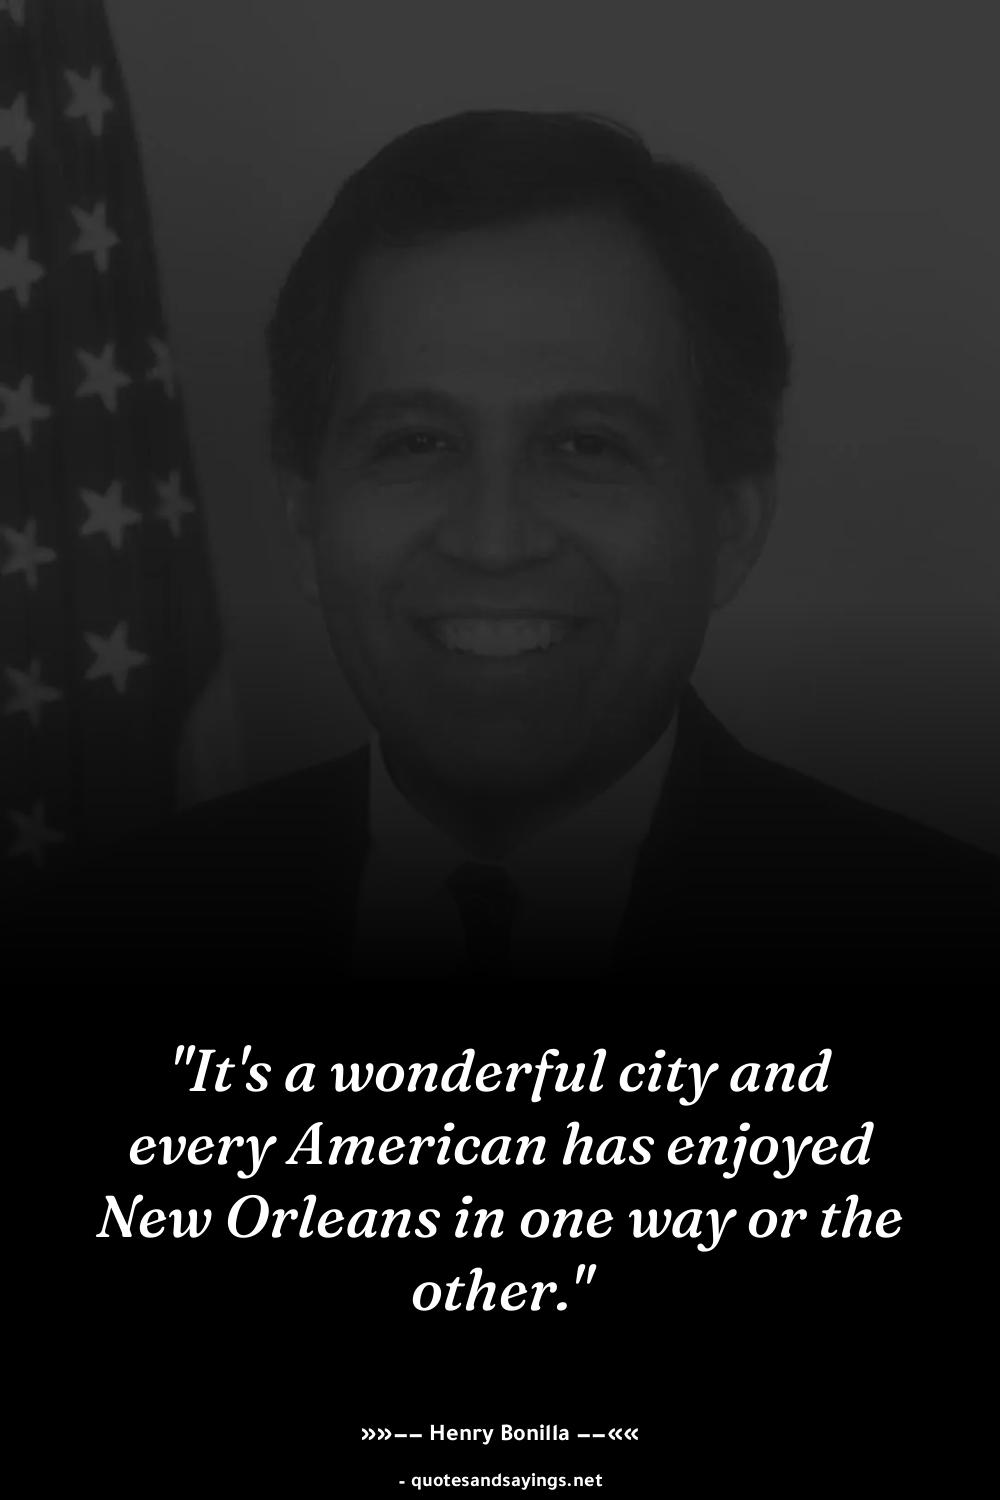 "It's a wonderful city and
every American has enjoyed
New Orleans in one way or the
other."
»»–– Henry Bonilla ––««
- quotesandsayings.net